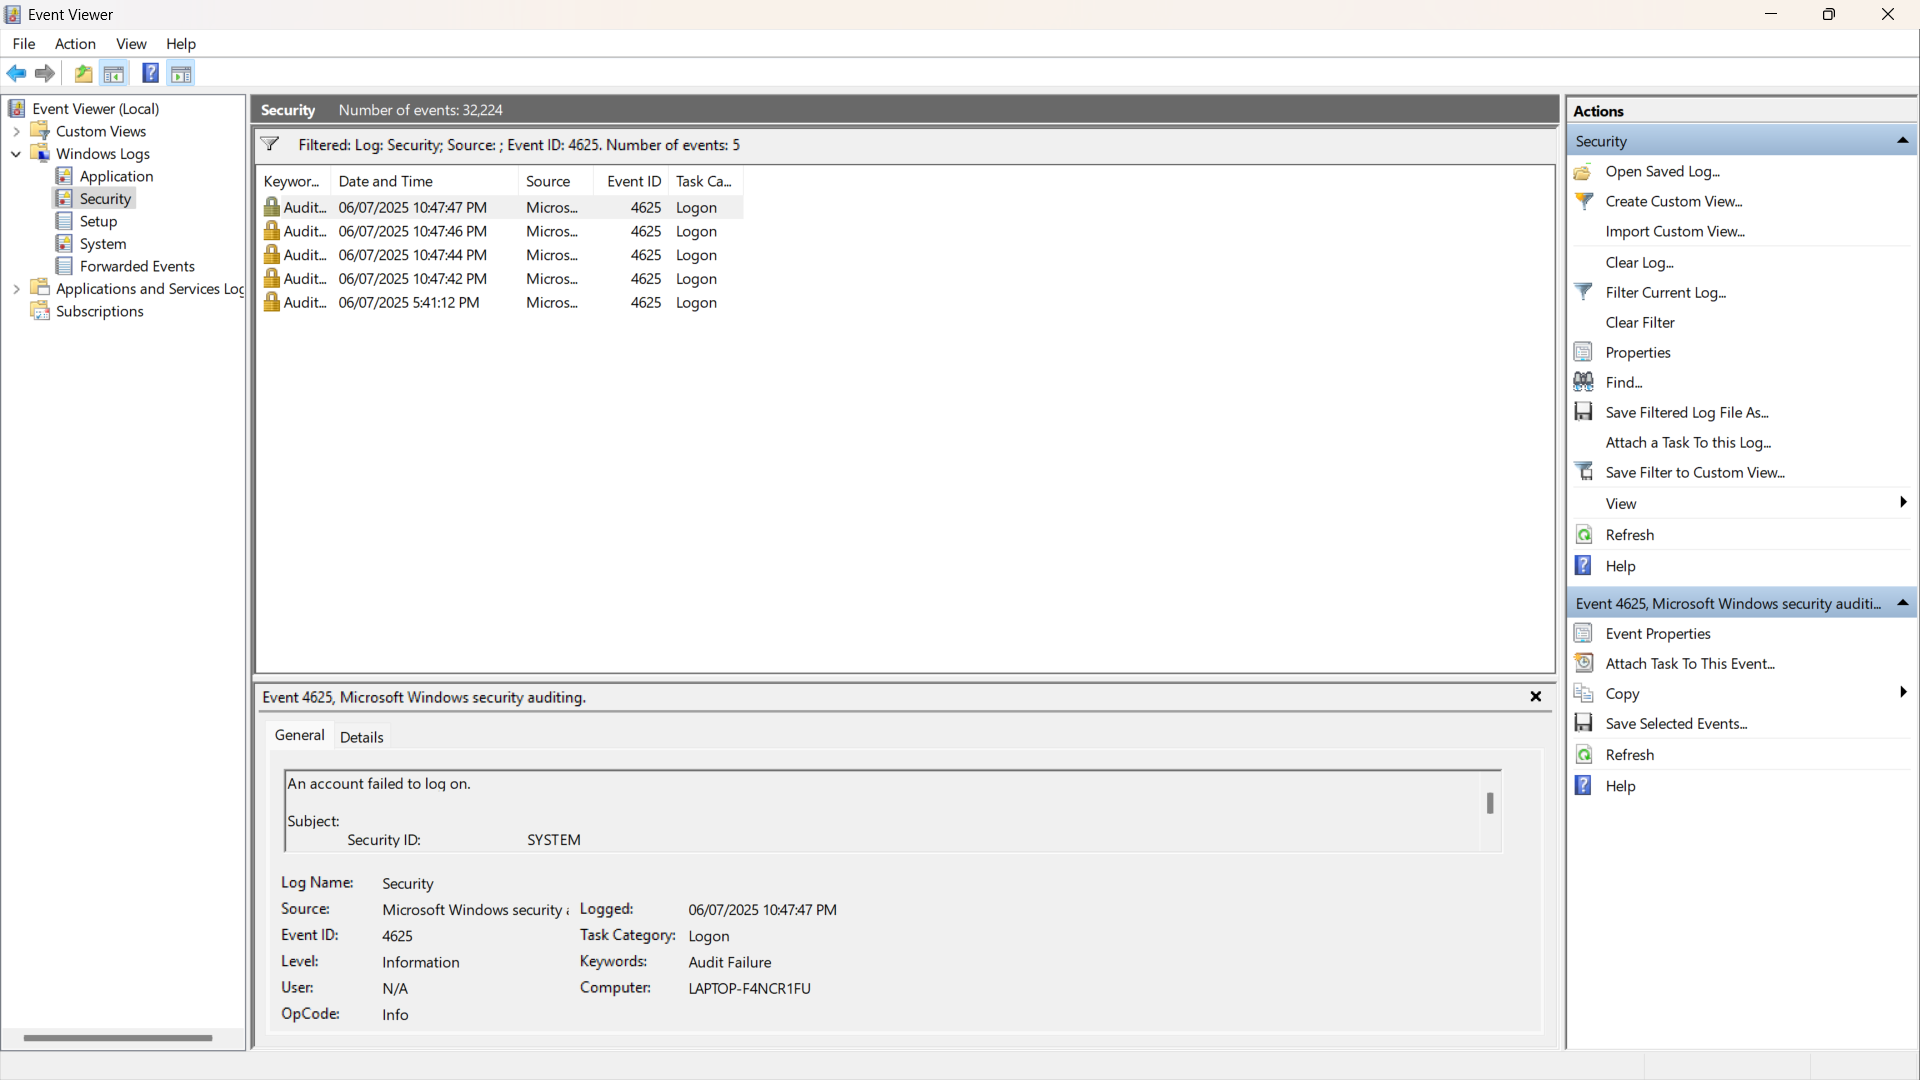 Event Viewer
File Action View Help
Event Viewer (Local)
Custom Views
Windows Logs
Application
Security
Setup
System
Forwarded Events
Applications and Services Log
Subscriptions
Security Number of events: 32,224
Filtered: Log: Security; Source: ; Event ID: 4625. Number of events: 5
Keywor... Date and Time Source Event ID Task Ca...
Audit... 06/07/2025 10:47:47 PM Micros... 4625 Logon
Audit... 06/07/2025 10:47:46 PM Micros... 4625 Logon
Audit... 06/07/2025 10:47:44 PM Micros... 4625 Logon
Audit... 06/07/2025 10:47:42 PM Micros... 4625 Logon
Audit... 06/07/2025 5:41:12 PM Micros... 4625 Logon
Event 4625, Microsoft Windows security auditing.
General Details
An account failed to log on.
Subject:
Security ID: SYSTEM
Log Name: Security
Source: Microsoft Windows security Logged: 06/07/2025 10:47:47 PM
Event ID: 4625 Task Category: Logon
Level: Information Keywords: Audit Failure
User: N/A Computer: LAPTOP-F4NCR1FU
OpCode: Info
Actions
Security
Open Saved Log...
Create Custom View...
Import Custom View...
Clear Log...
Filter Current Log...
Clear Filter
Properties
Find...
Save Filtered Log File As...
Attach a Task To this Log...
Save Filter to Custom View...
View
Refresh
Help
Event 4625, Microsoft Windows security auditi...
Event Properties
Attach Task To This Event...
Copy
Save Selected Events...
Refresh
Help